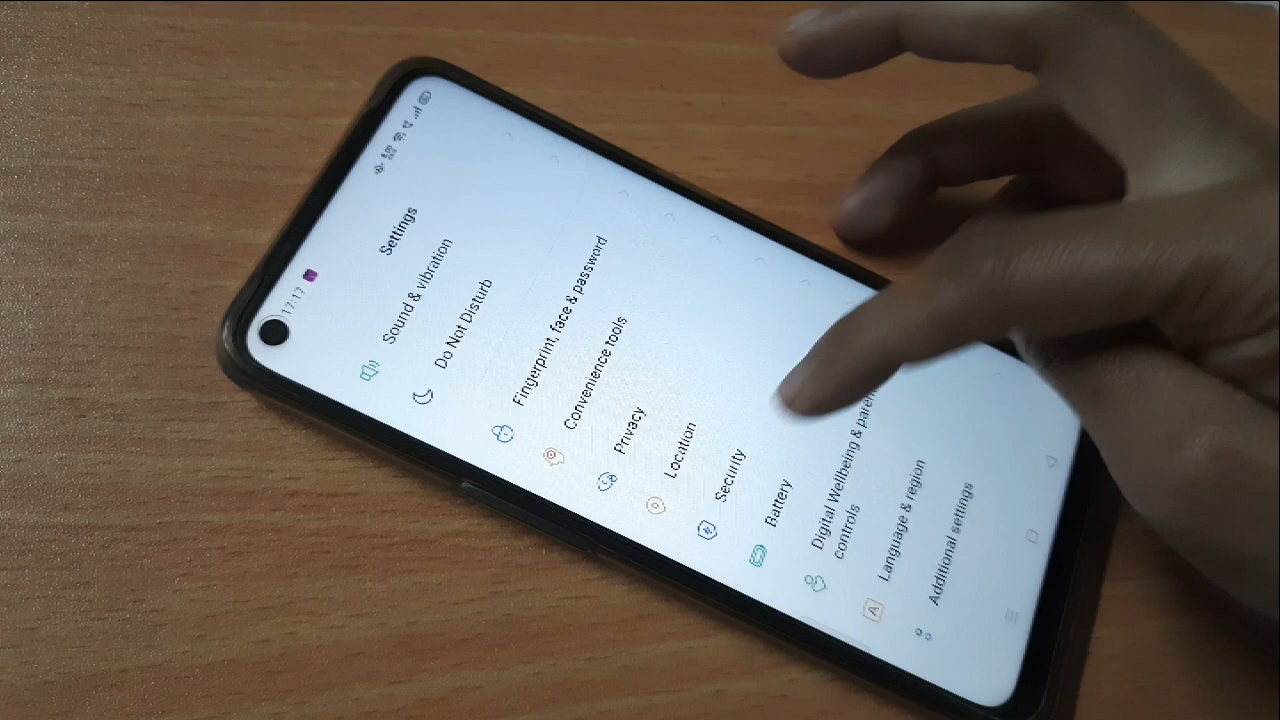 17:17
Settings
Sound & vibration
Do Not Disturb
Fingerprint, face & password
Convenience tools
Privacy
Location
Security
Battery
Digital Wellbeing &
controls
Language & region
Additional settings